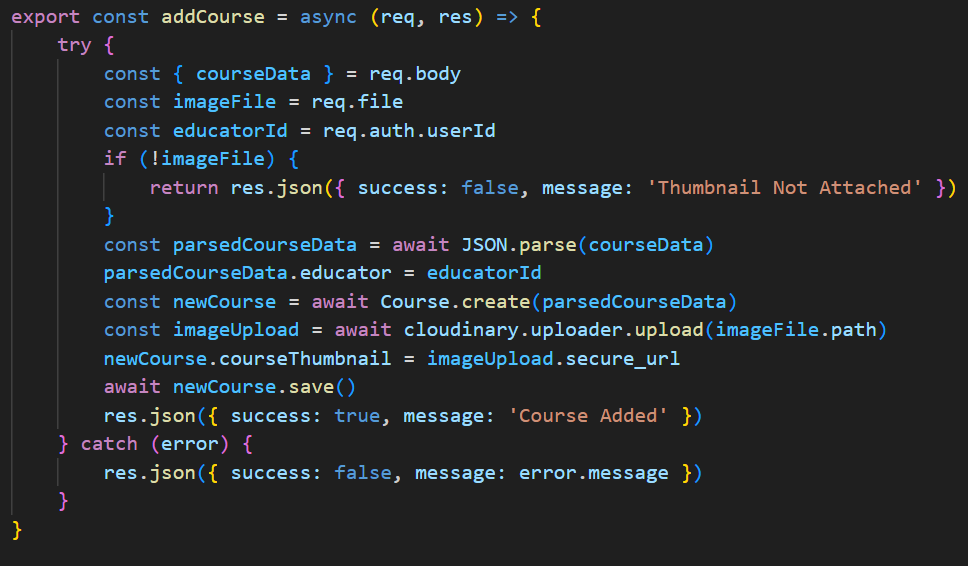 export const addCourse = async (req, res) => {
    try {
        const { courseData } = req.body
        const imageFile = req.file
        const educatorId = req.auth.userId
        if (!imageFile) {
            return res.json({ success: false, message: 'Thumbnail Not Attached' })
        }
        const parsedCourseData = await JSON.parse(courseData)
        parsedCourseData.educator = educatorId
        const newCourse = await Course.create(parsedCourseData)
        const imageUpload = await cloudinary.uploader.upload(imageFile.path)
        newCourse.courseThumbnail = imageUpload.secure_url
        await newCourse.save()
        res.json({ success: true, message: 'Course Added' })
    } catch (error) {
        res.json({ success: false, message: error.message })
    }
}